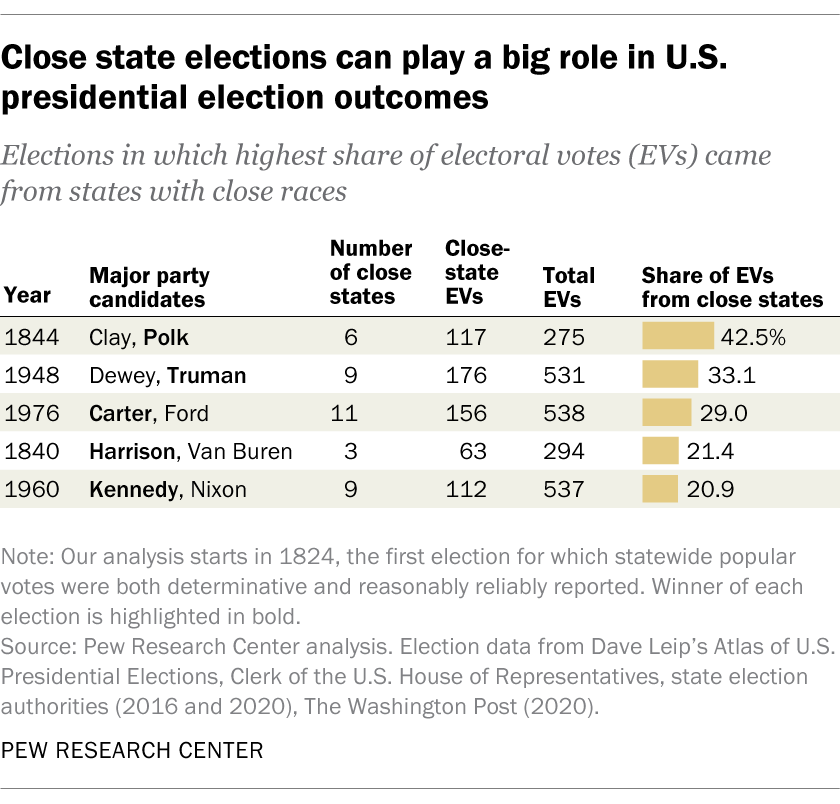 Close state elections can play a big role in U.S.
presidential election outcomes
Elections in which highest share of electoral votes (EVs) came
from states with close races
Year Major party candidates Number of close states Close-state EVs Total EVs Share of EVs from close states
1844 Clay, Polk 6 117 275 42.5%
1948 Dewey, Truman 9 176 531 33.1
1976 Carter, Ford 11 156 538 29.0
1840 Harrison, Van Buren 3 63 294 21.4
1960 Kennedy, Nixon 9 112 537 20.9
Note: Our analysis starts in 1824, the first election for which statewide popular
votes were both determinative and reasonably reliably reported. Winner of each
election is highlighted in bold.
Source: Pew Research Center analysis. Election data from Dave Leip's Atlas of U.S.
Presidential Elections, Clerk of the U.S. House of Representatives, state election
authorities (2016 and 2020), The Washington Post (2020).
PEW RESEARCH CENTER